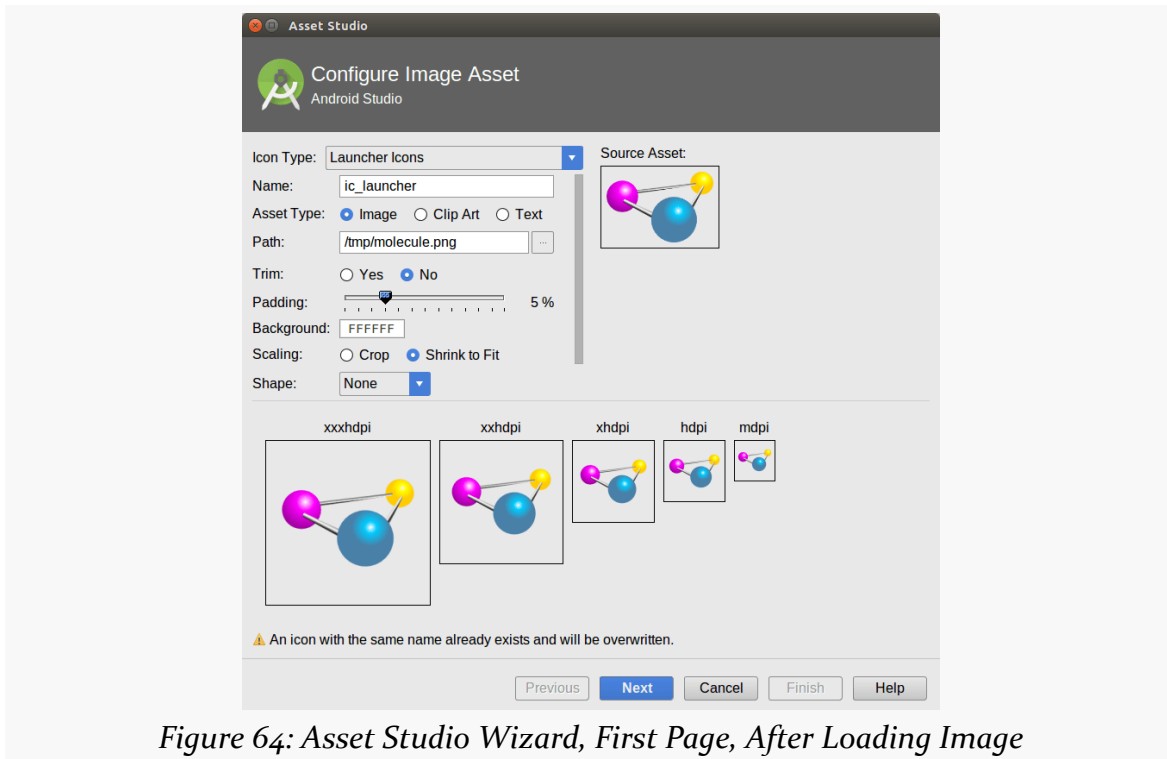 Asset Studio
Configure Image Asset
Android Studio
Icon Type: Launcher Icons
Source Asset:
Name: ic_launcher
Asset Type: Image Clip Art Text
Path: /tmp/molecule.png ...
Trim: Yes No
Padding: 5 %
Background: FFFFFF
Scaling: Crop Shrink to Fit
Shape: None
xxxhdpi xxhdpi xhdpi hdpi mdpi
An icon with the same name already exists and will be overwritten.
Previous Next Cancel Finish Help
Figure 64: Asset Studio Wizard, First Page, After Loading Image